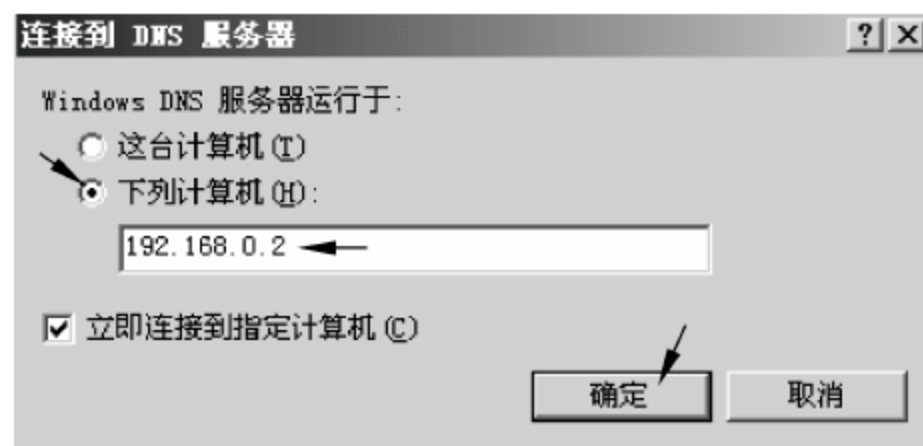 连接到 DNS 服务器
Windows DNS 服务器运行于:
这台计算机(T)
下列计算机(H):
192.168.0.2
立即连接到指定计算机(C)
确定 取消